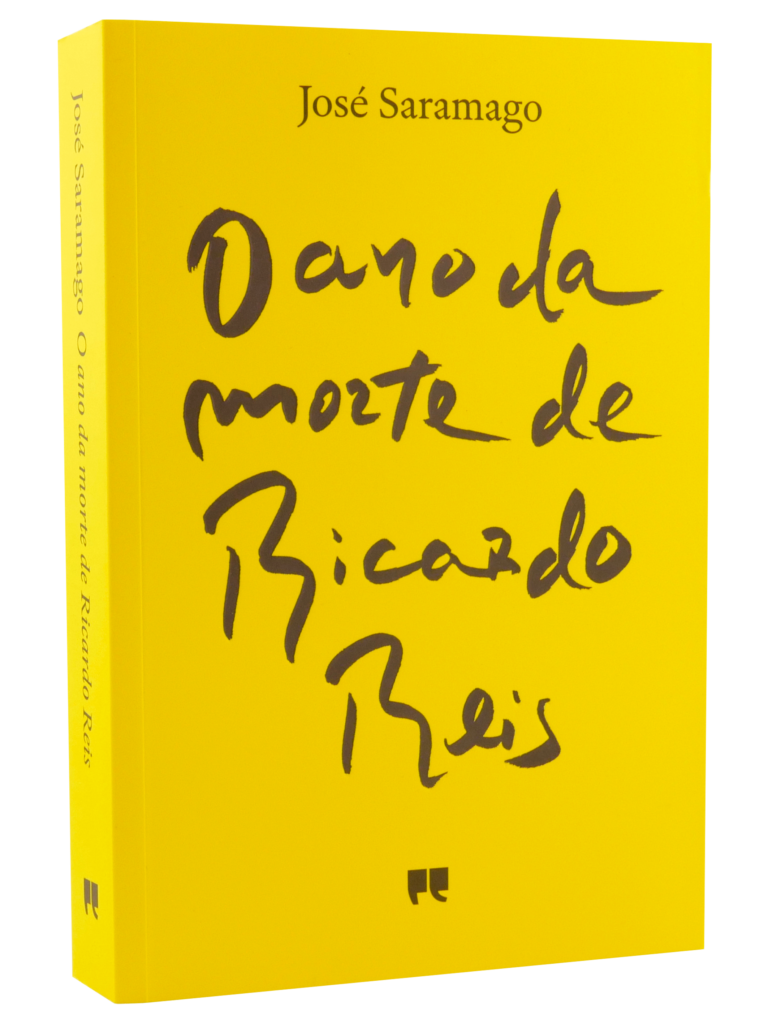 José Saramago
O ano da
morte de
Ricardo
Reis
José Saramago O ano da morte de Ricardo Reis